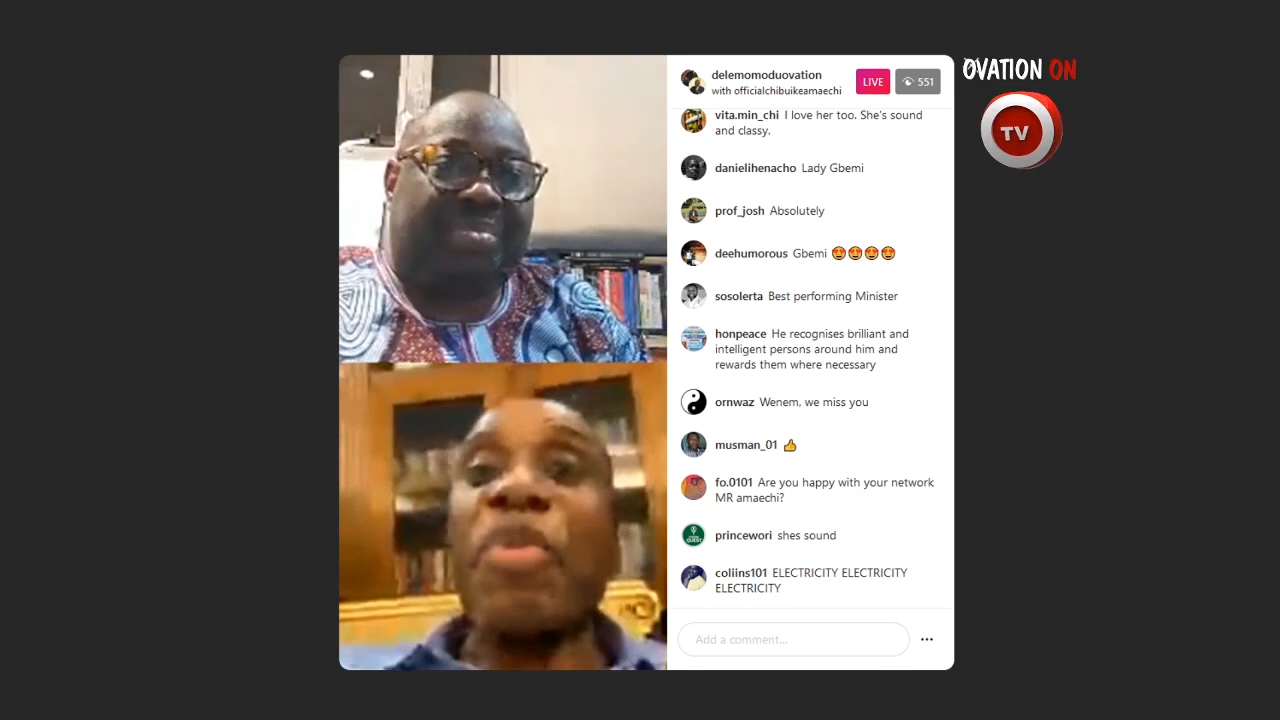 OVATION ON
TV
delemomoduovation
with officialchibuikeamaechi
LIVE
551
vita.min_chi I love her too. She's sound
and classy.
danielihenacho Lady Gbemi
prof_josh Absolutely
deehumorous Gbemi 😍😍😍😍
sosolerta Best performing Minister
honpeace He recognises brilliant and
intelligent persons around him and
rewards them where necessary
ornwaz Wenem, we miss you
musman_01 👍
fo.0101 Are you happy with your network
MR amaechi?
princewori shes sound
coliins101 ELECTRICITY ELECTRICITY
ELECTRICITY
Add a comment...